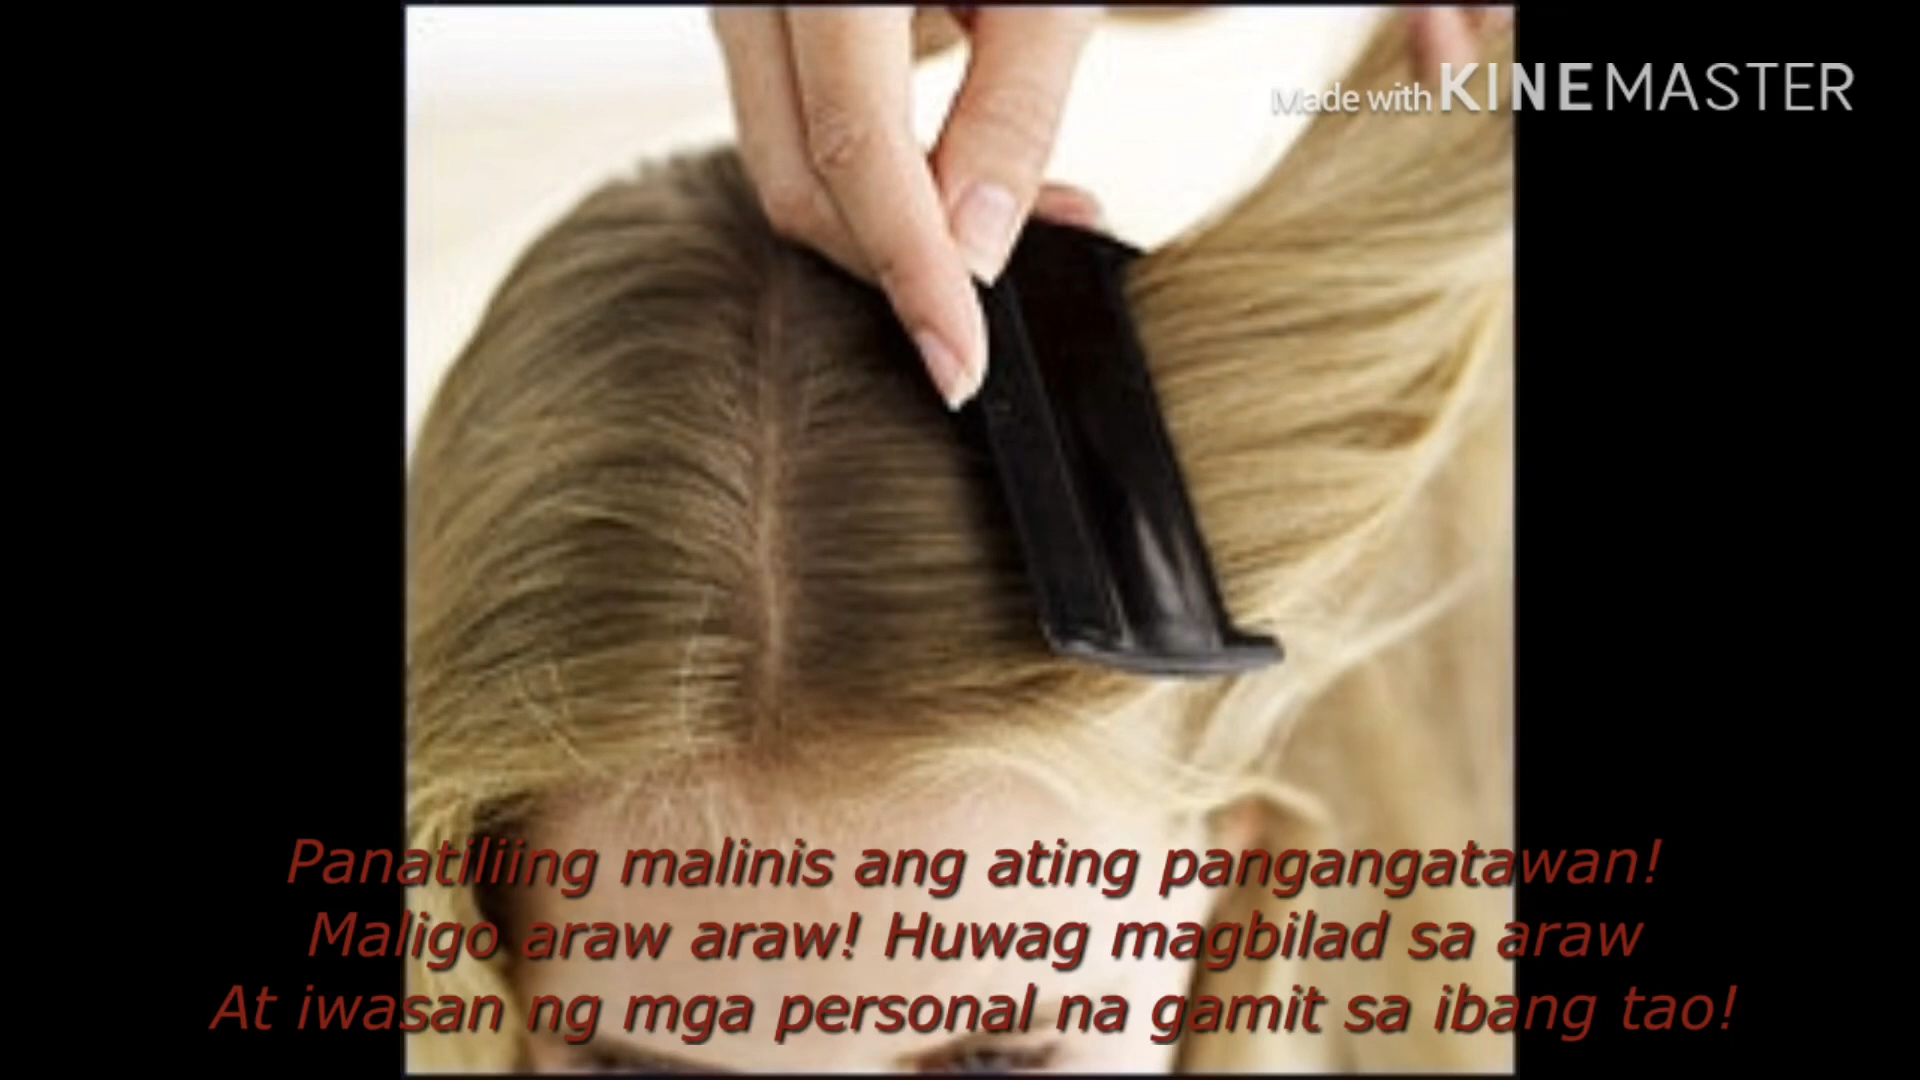 Made with KINEMASTER
Panatiliing malinis ang ating pangangatawan!
Maligo araw araw! Huwag magbilad sa araw
At iwasan ng mga personal na gamit sa ibang tao!